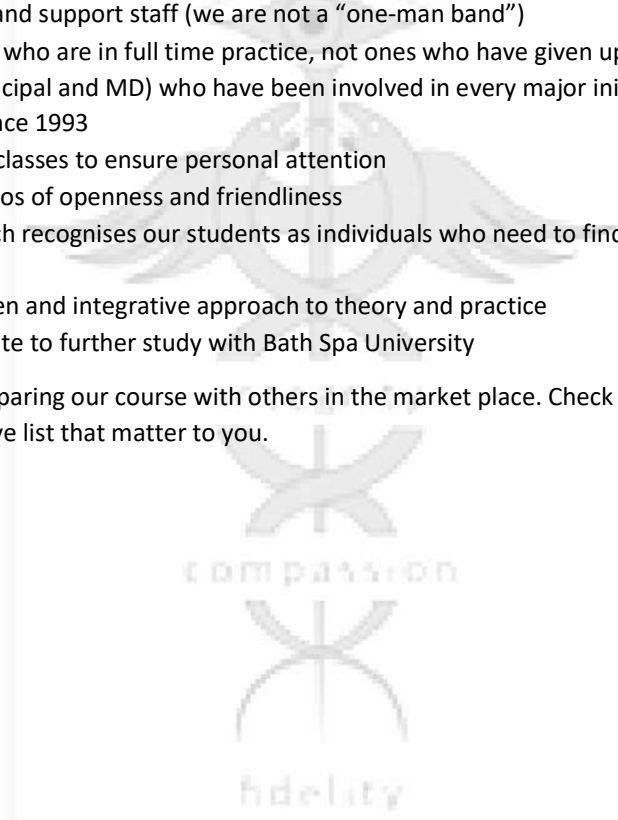 and support staff (we are not a “one-man band”)
who are in full time practice, not ones who have given up
cipal and MD) who have been involved in every major ini
nce 1993
classes to ensure personal attention
os of openness and friendliness
ch recognises our students as individuals who need to find
en and integrative approach to theory and practice
te to further study with Bath Spa University
paring our course with others in the market place. Check
ve list that matter to you.
compassion
fidelity